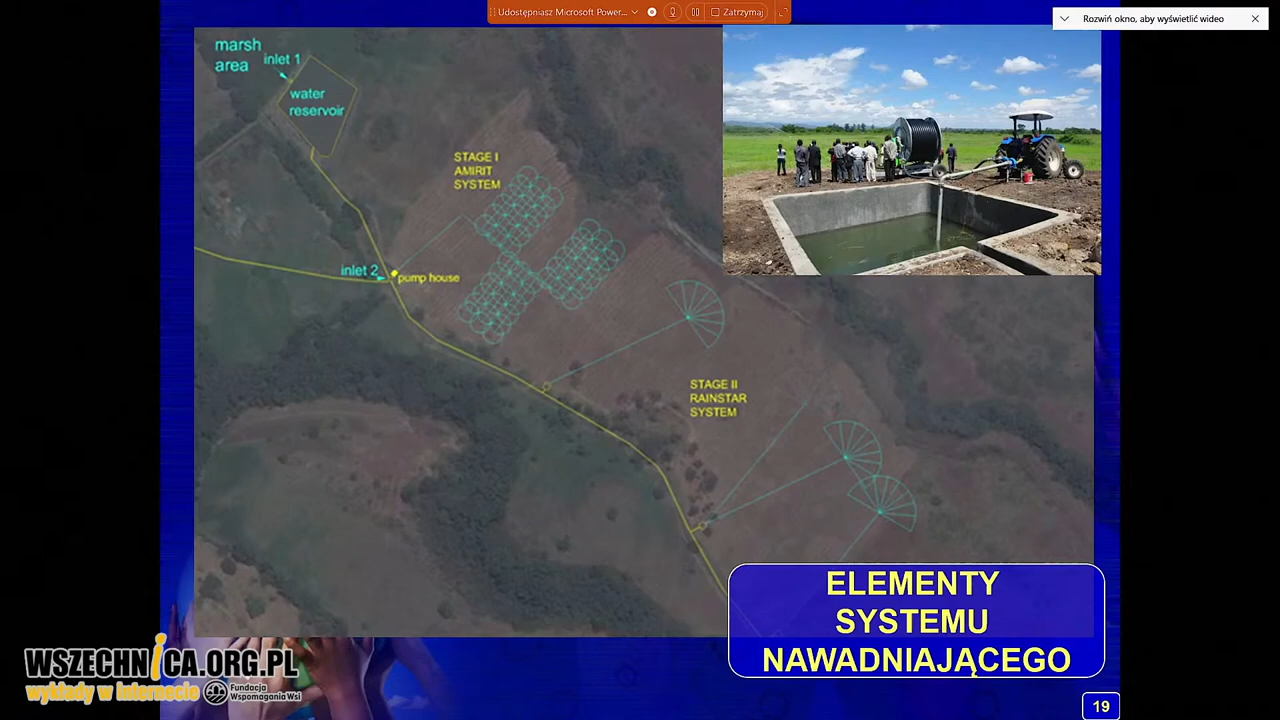 Udostępniasz Microsoft Power...
Zatrzymaj
Rozwiń okno, aby wyświetlić wideo
marsh
area
inlet 1
water
reservoir
STAGE I
AMIRIT
SYSTEM
inlet 2
pump house
STAGE II
RAINSTAR
SYSTEM
ELEMENTY
SYSTEMU
NAWADNIAJĄCEGO
WSZECHNICA.ORG.PL
wykłady w internecie
Fundacja
Wspomagania Wsi
19